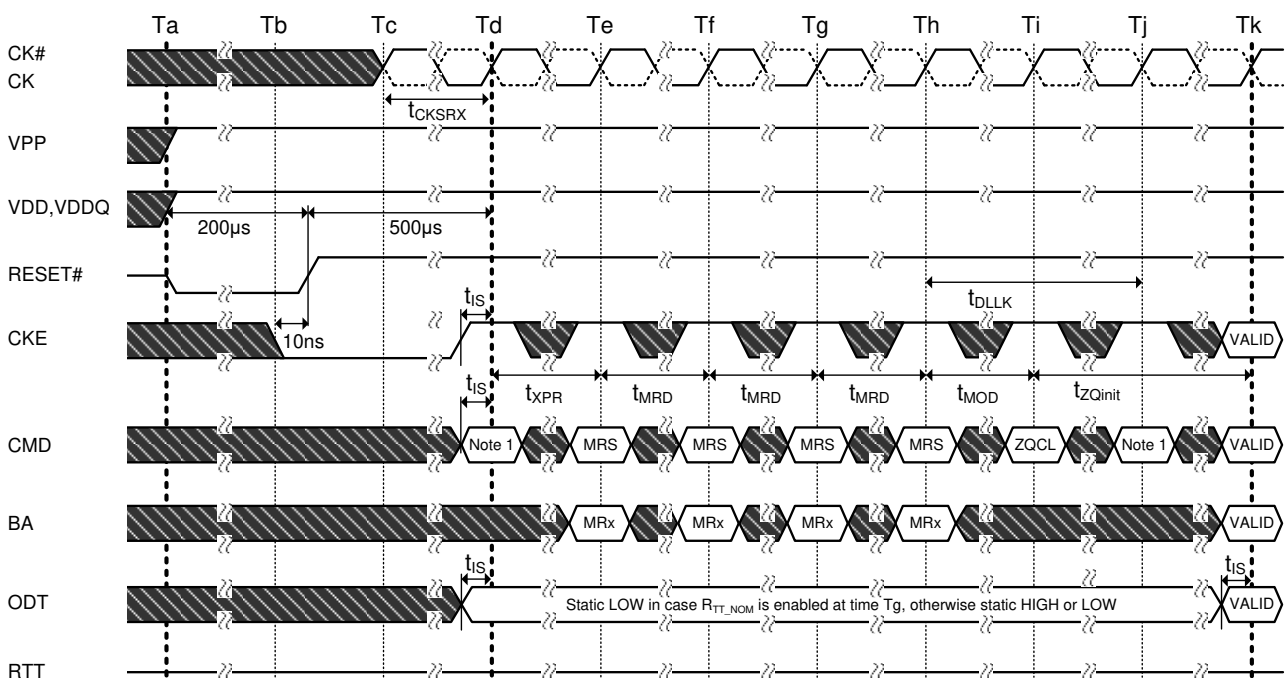 Ta Tb Tc Td Te Tf Tg Th Ti Tj Tk
CK#
CK
tCKSRX
VPP
VDD,VDDQ
200µs 500µs
RESET#
tIS tDLLK
CKE 10ns VALID
tIS tXPR tMRD tMRD tMRD tMOD tZQinit
CMD Note 1 MRS MRS MRS MRS ZQCL Note 1 VALID
BA MRx MRx MRx MRx VALID
tIS tIS
ODT Static LOW in case RTT_NOM is enabled at time Tg, otherwise static HIGH or LOW VALID
RTT